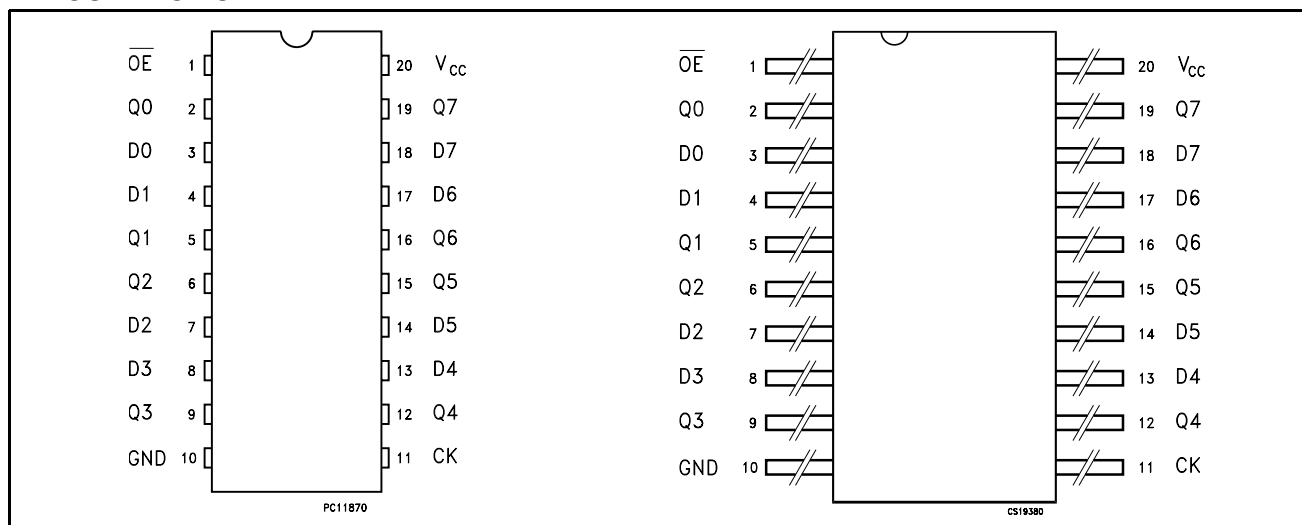 OE 1 20 VCC
Q0 2 19 Q7
D0 3 18 D7
D1 4 17 D6
Q1 5 16 Q6
Q2 6 15 Q5
D2 7 14 D5
D3 8 13 D4
Q3 9 12 Q4
GND 10 11 CK
PC11870
OE 1 20 VCC
Q0 2 19 Q7
D0 3 18 D7
D1 4 17 D6
Q1 5 16 Q6
Q2 6 15 Q5
D2 7 14 D5
D3 8 13 D4
Q3 9 12 Q4
GND 10 11 CK
CS19380